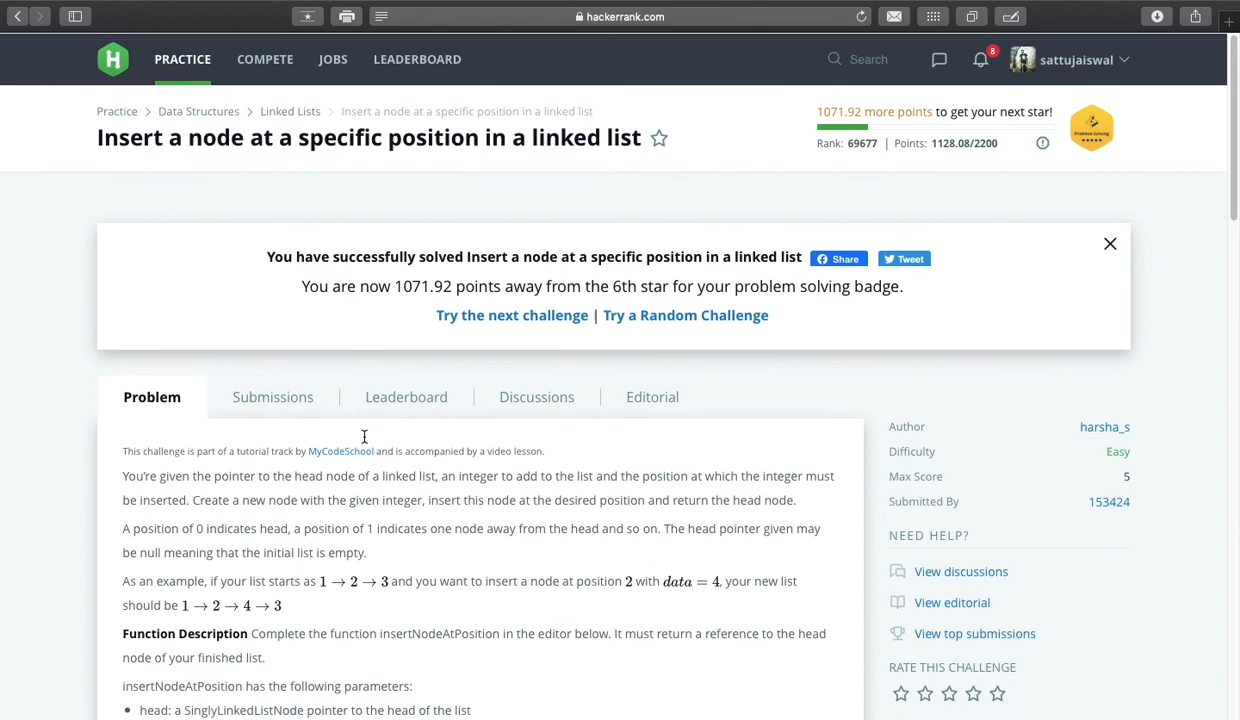 hackerrank.com
H PRACTICE COMPETE JOBS LEADERBOARD Search 8 sattujaiswal
Practice > Data Structures > Linked Lists > Insert a node at a specific position in a linked list
Insert a node at a specific position in a linked list
1071.92 more points to get your next star!
Rank: 69677 | Points: 1128.08/2200
Problem Solving
You have successfully solved Insert a node at a specific position in a linked list Share Tweet
You are now 1071.92 points away from the 6th star for your problem solving badge.
Try the next challenge | Try a Random Challenge
Problem Submissions Leaderboard Discussions Editorial
This challenge is part of a tutorial track by MyCodeSchool and is accompanied by a video lesson.
You’re given the pointer to the head node of a linked list, an integer to add to the list and the position at which the integer must
be inserted. Create a new node with the given integer, insert this node at the desired position and return the head node.
A position of 0 indicates head, a position of 1 indicates one node away from the head and so on. The head pointer given may
be null meaning that the initial list is empty.
As an example, if your list starts as 1 → 2 → 3 and you want to insert a node at position 2 with data = 4, your new list
should be 1 → 2 → 4 → 3
Function Description Complete the function insertNodeAtPosition in the editor below. It must return a reference to the head
node of your finished list.
insertNodeAtPosition has the following parameters:
• head: a SinglyLinkedListNode pointer to the head of the list
Author harsha_s
Difficulty Easy
Max Score 5
Submitted By 153424
NEED HELP?
View discussions
View editorial
View top submissions
RATE THIS CHALLENGE